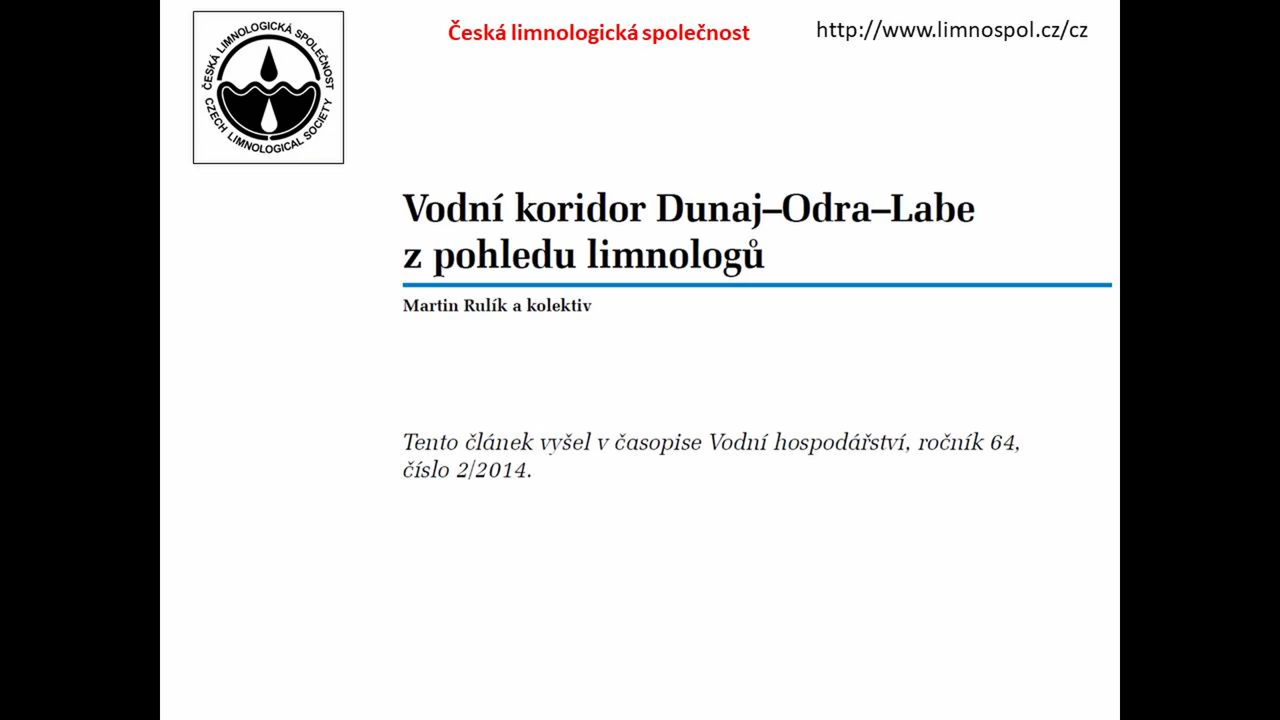 ČESKÁ LIMNOLOGICKÁ SPOLEČNOST
CZECH LIMNOLOGICAL SOCIETY
Česká limnologická společnost
http://www.limnospol.cz/cz
Vodní koridor Dunaj–Odra–Labe
z pohledu limnologů
Martin Rulík a kolektiv
Tento článek vyšel v časopise Vodní hospodářství, ročník 64,
číslo 2/2014.